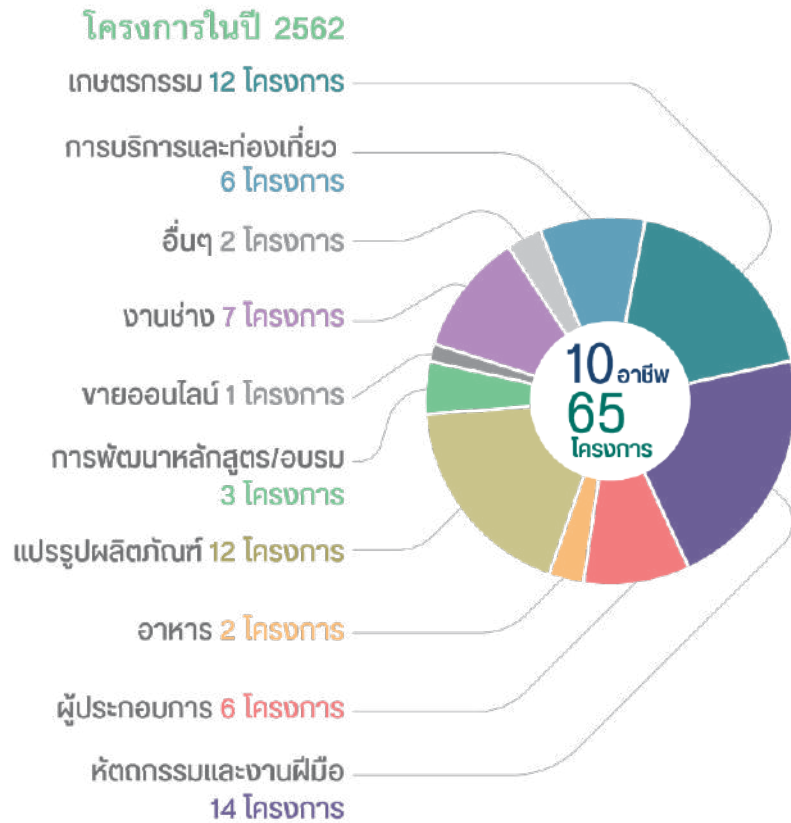 โครงการในปี 2562
เกษตรกรรม 12 โครงการ
การบริการและท่องเที่ยว
6 โครงการ
อื่นๆ 2 โครงการ
งานช่าง 7 โครงการ
ขายออนไลน์ 1 โครงการ
การพัฒนาหลักสูตร/อบรม
3 โครงการ
แปรรูปผลิตภัณฑ์ 12 โครงการ
อาหาร 2 โครงการ
ผู้ประกอบการ 6 โครงการ
หัตถกรรมและงานฝีมือ
14 โครงการ
10 อาชีพ
65
โครงการ